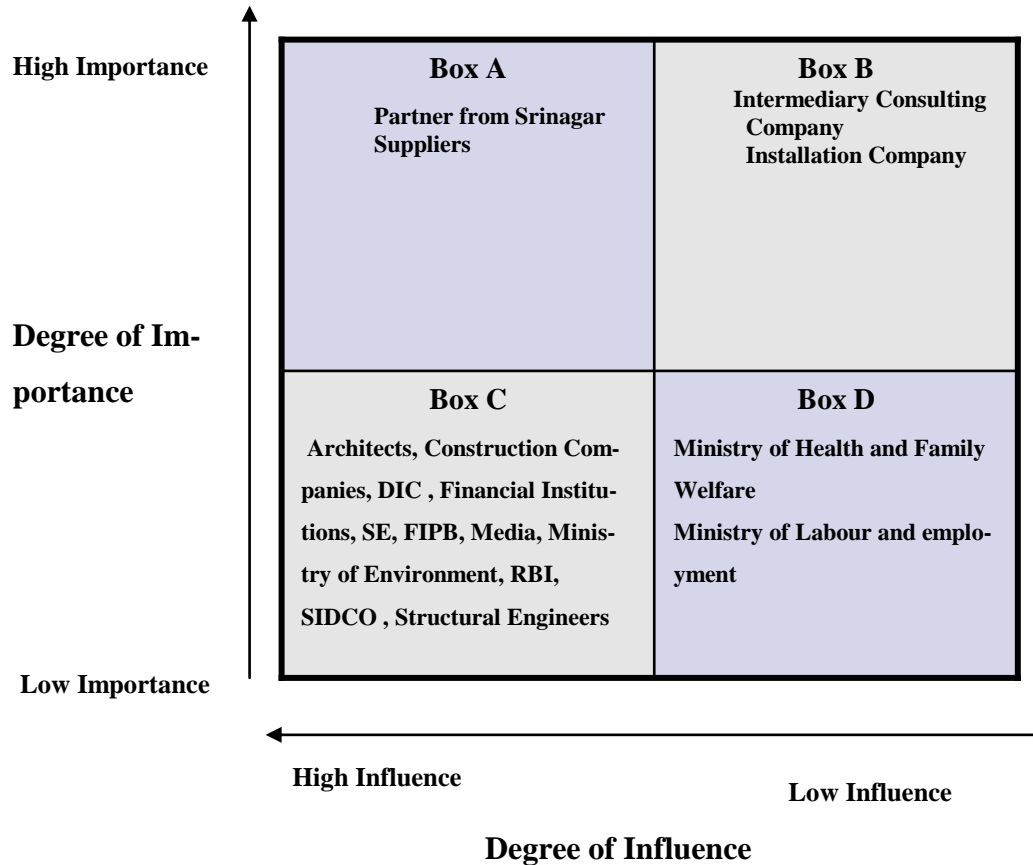 High Importance
Box A
Partner from Srinagar
Suppliers
Box B
Intermediary Consulting
Company
Installation Company
Degree of Im-
portance
Box C
Architects, Construction Com-
panies, DIC , Financial Institu-
tions, SE, FIPB, Media, Minis-
try of Environment, RBI,
SIDCO , Structural Engineers
Box D
Ministry of Health and Family
Welfare
Ministry of Labour and emplo-
yment
Low Importance
High Influence
Low Influence
Degree of Influence